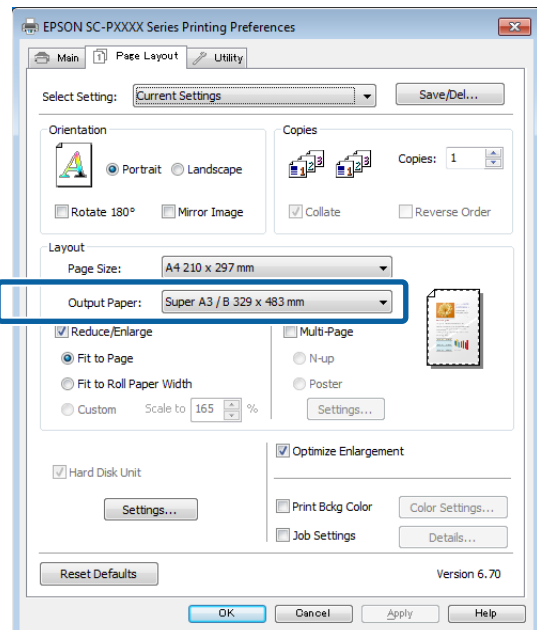 EPSON SC-PXXXX Series Printing Preferences
Main Page Layout Utility
Select Setting: Current Settings Save/Del...
Orientation Copies
Portrait Landscape Copies: 1
Rotate 180° Mirror Image Collate Reverse Order
Layout
Page Size: A4 210 x 297 mm
Output Paper: Super A3 / B 329 x 483 mm
Reduce/Enlarge Multi-Page
Fit to Page N-up
Fit to Roll Paper Width Poster
Custom Scale to 165 % Settings...
Optimize Enlargement
Hard Disk Unit
Settings... Print Bckg Color Color Settings...
Job Settings Details...
Reset Defaults Version 6.70
OK Cancel Apply Help